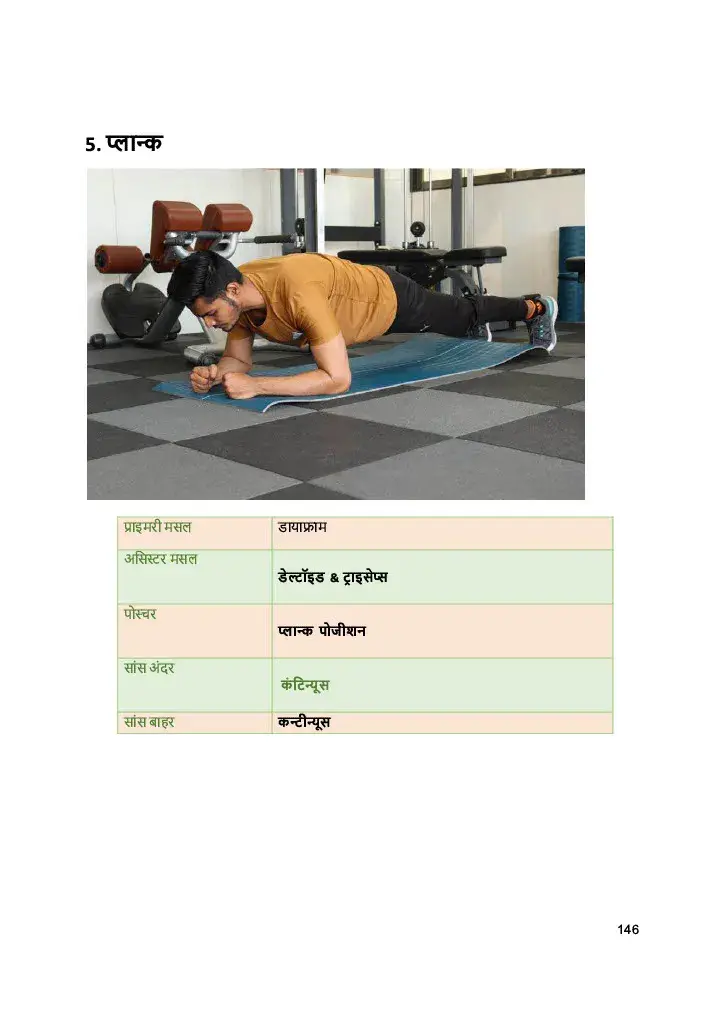 5. प्लान्क
प्राइमरी मसल डायाफ्राम
असिस्टर मसल
डेल्टॉइड & ट्राइसेप्स
पोस्चर
प्लान्क पोजीशन
सांस अंदर
कंटिन्यूस
सांस बाहर कन्टीन्यूस
146